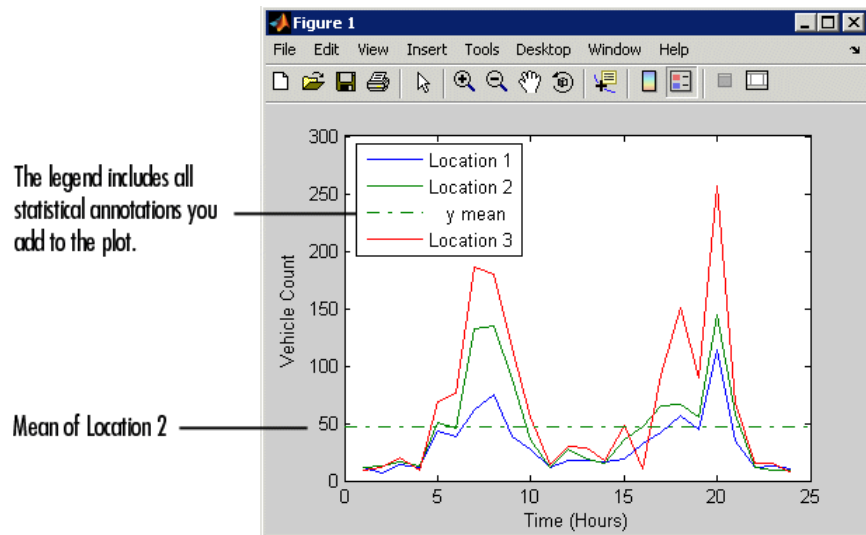 Figure 1
File Edit View Insert Tools Desktop Window Help
The legend includes all
statistical annotations you
add to the plot.
Mean of Location 2
300
250
200
150
100
50
0
Vehicle Count
Location 1
Location 2
y mean
Location 3
0 5 10 15 20 25
Time (Hours)